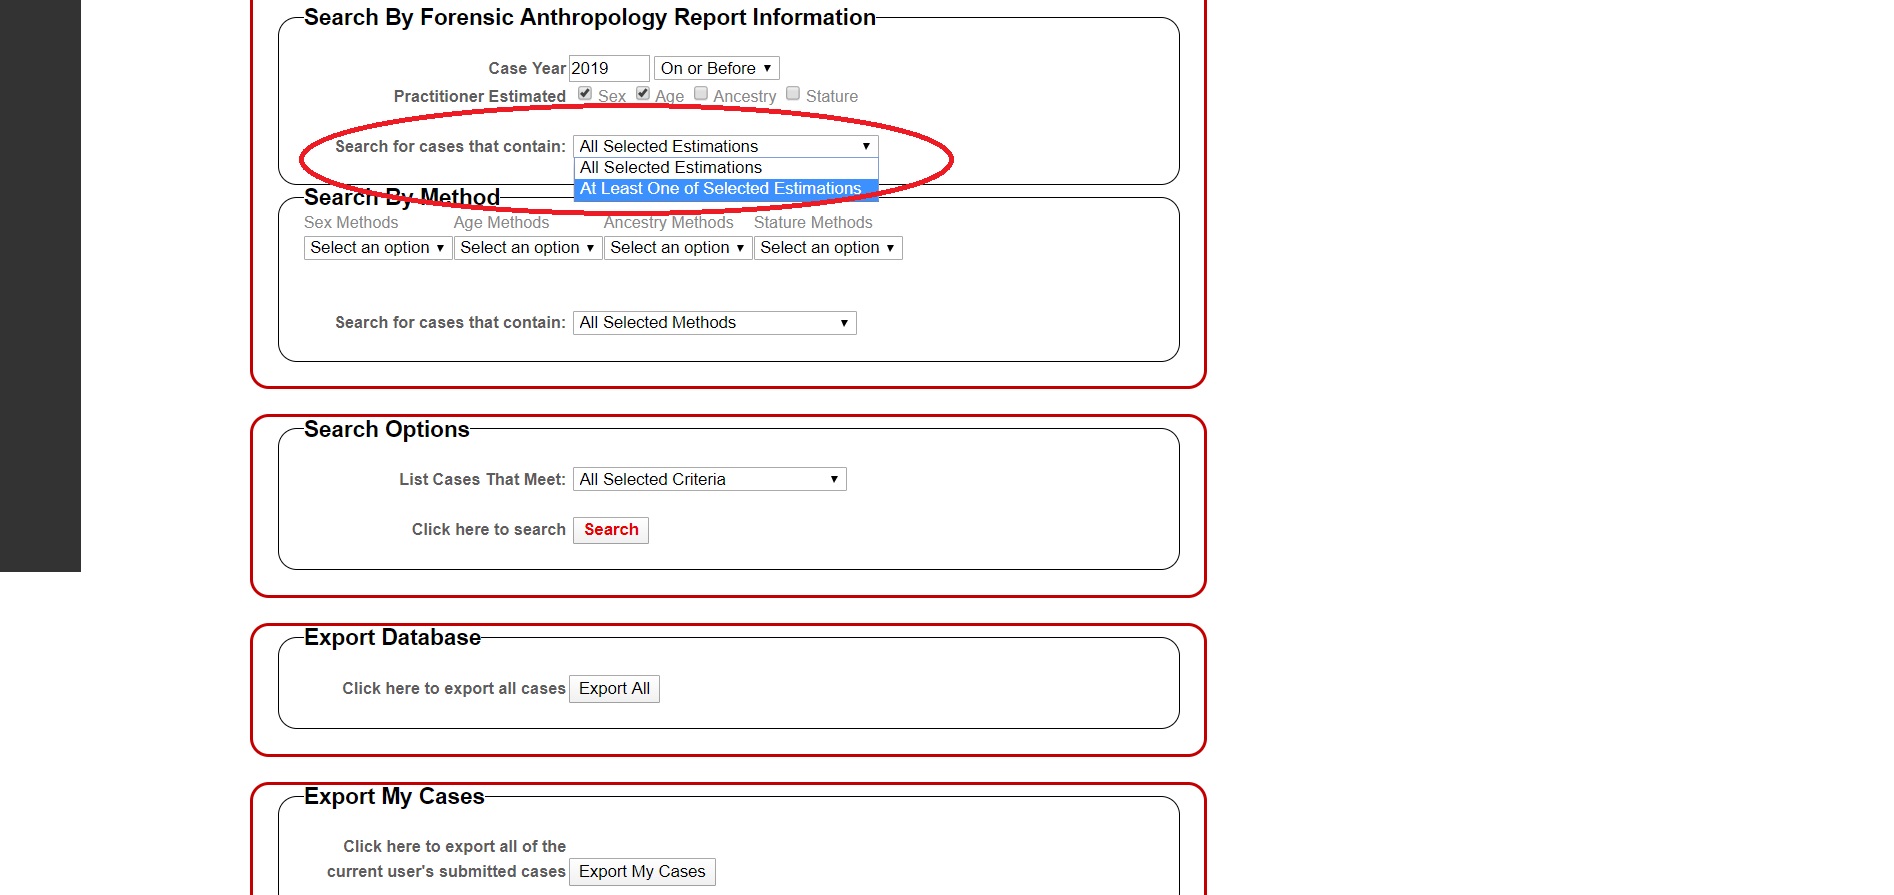 Search By Forensic Anthropology Report Information
Case Year 2019 On or Before
Practitioner Estimated Sex Age Ancestry Stature
Search for cases that contain: All Selected Estimations
All Selected Estimations
At Least One of Selected Estimations
Search By Method
Sex Methods Age Methods Ancestry Methods Stature Methods
Select an option Select an option Select an option Select an option
Search for cases that contain: All Selected Methods
Search Options
List Cases That Meet: All Selected Criteria
Click here to search Search
Export Database
Click here to export all cases Export All
Export My Cases
Click here to export all of the
current user's submitted cases Export My Cases